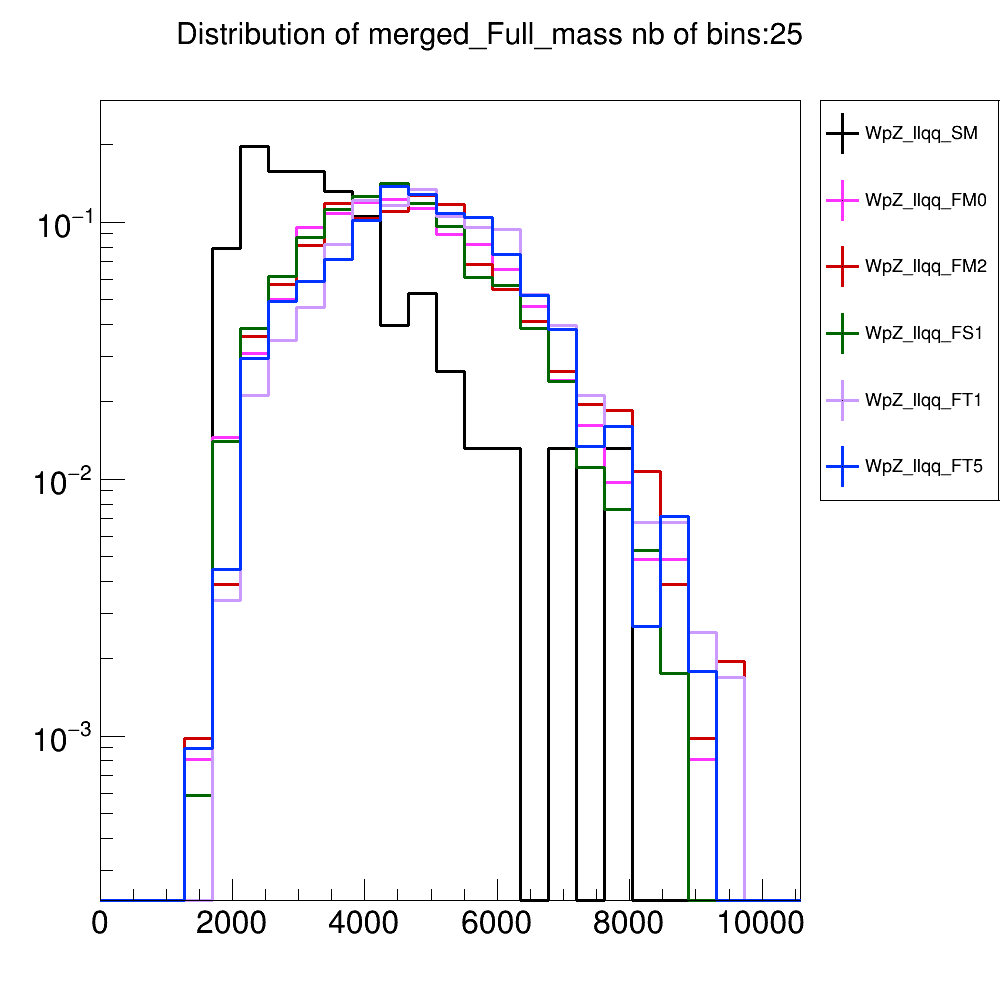 Distribution of merged_Full_mass nb of bins:25
10⁻¹
10⁻²
10⁻³
0 2000 4000 6000 8000 10000
WpZ_llqq_SM
WpZ_llqq_FM0
WpZ_llqq_FM2
WpZ_llqq_FS1
WpZ_llqq_FT1
WpZ_llqq_FT5